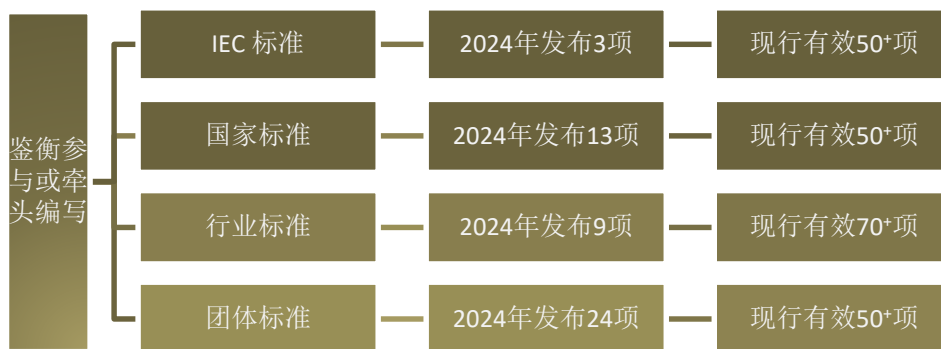 鉴衡参
与或牵
头编写
IEC 标准
2024年发布3项
现行有效50⁺项
国家标准
2024年发布13项
现行有效50⁺项
行业标准
2024年发布9项
现行有效70⁺项
团体标准
2024年发布24项
现行有效50⁺项